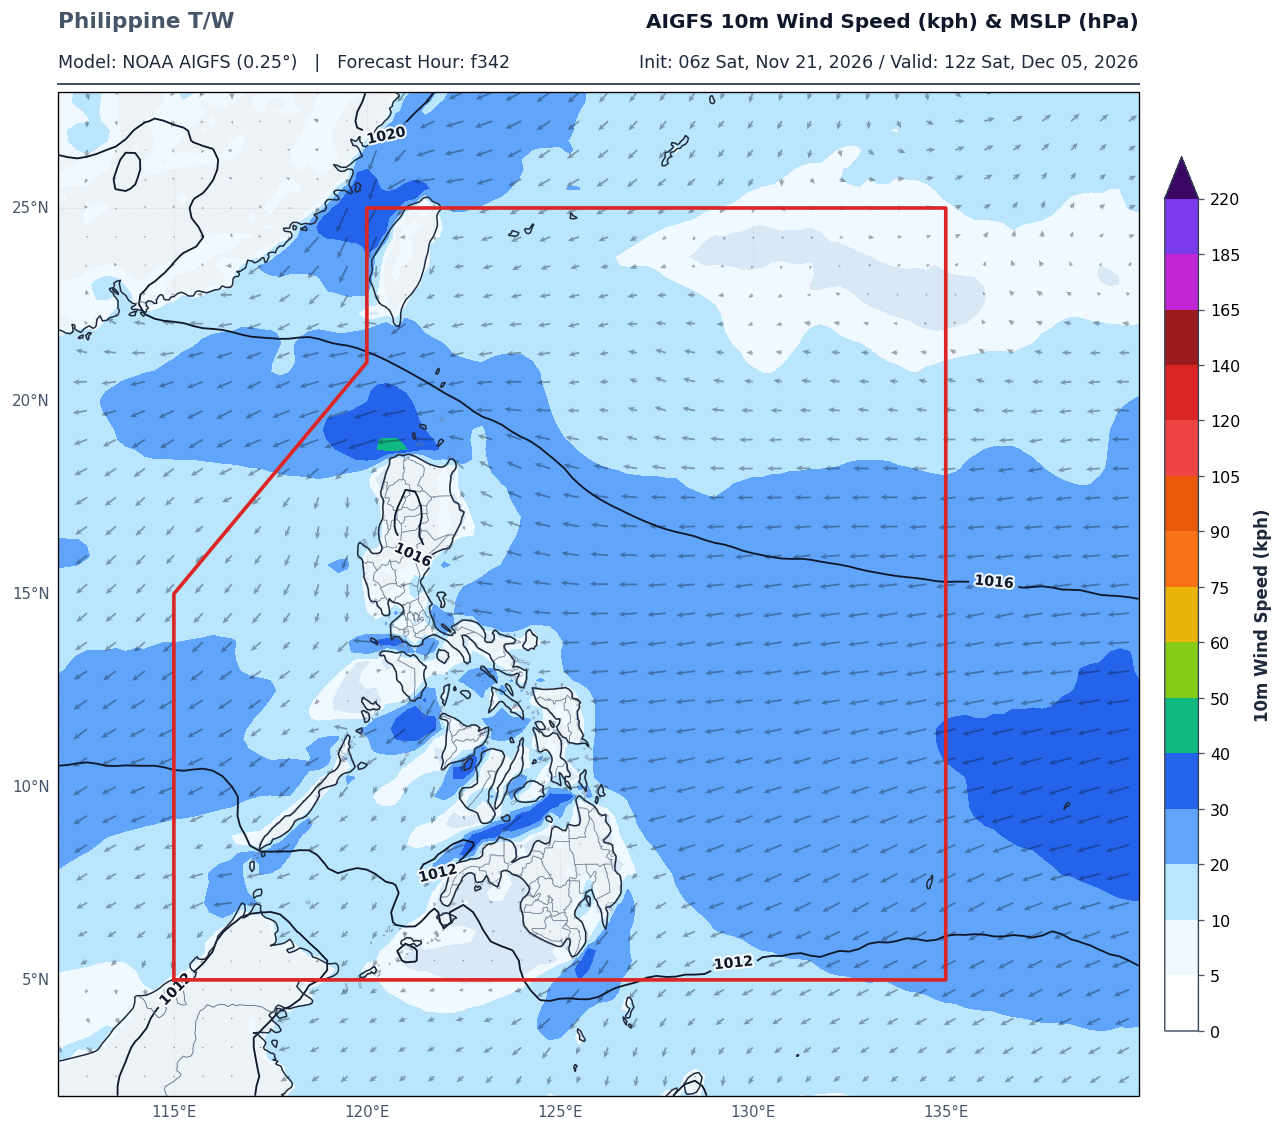 Philippine T/W
AIGFS 10m Wind Speed (kph) & MSLP (hPa)
Model: NOAA AIGFS (0.25°) | Forecast Hour: f342
Init: 06z Sat, Nov 21, 2026 / Valid: 12z Sat, Dec 05, 2026
1020
25°N
20°N
1016
1016
15°N
10°N
1012
1012
1012
5°N
115°E
120°E
125°E
130°E
135°E
220
185
165
140
120
105
90
75
60
50
40
30
20
10
5
0
10m Wind Speed (kph)